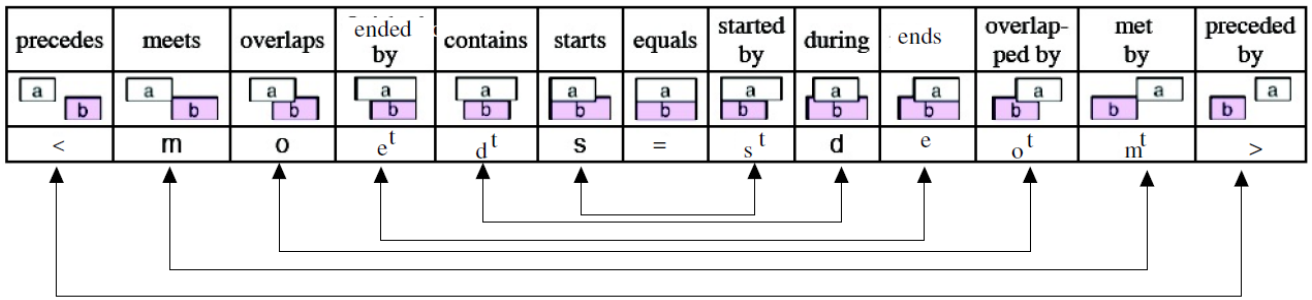 precedes
meets
overlaps
ended
by
contains
starts
equals
started
by
during
ends
overlap-
ped by
met
by
preceded
by
a
b
a
b
a
b
a
b
a
b
a
b
a
b
a
b
a
b
a
b
a
b
a
b
a
b
<
m
o
e^t
d^t
s
=
s^t
d
e
o^t
m^t
>